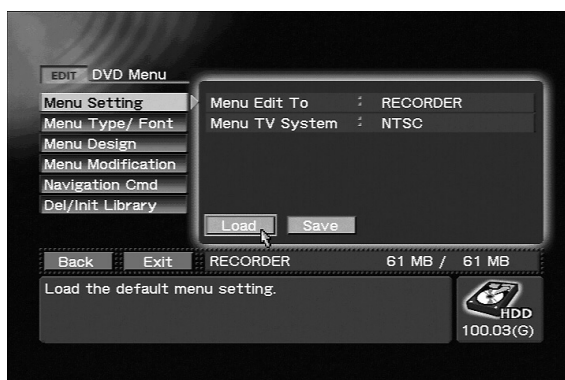 EDIT DVD Menu
Menu Setting
Menu Type/ Font
Menu Design
Menu Modification
Navigation Cmd
Del/Init Library
Menu Edit To : RECORDER
Menu TV System : NTSC
Load Save
Back Exit RECORDER 61 MB / 61 MB
Load the default menu setting.
HDD
100.03(G)